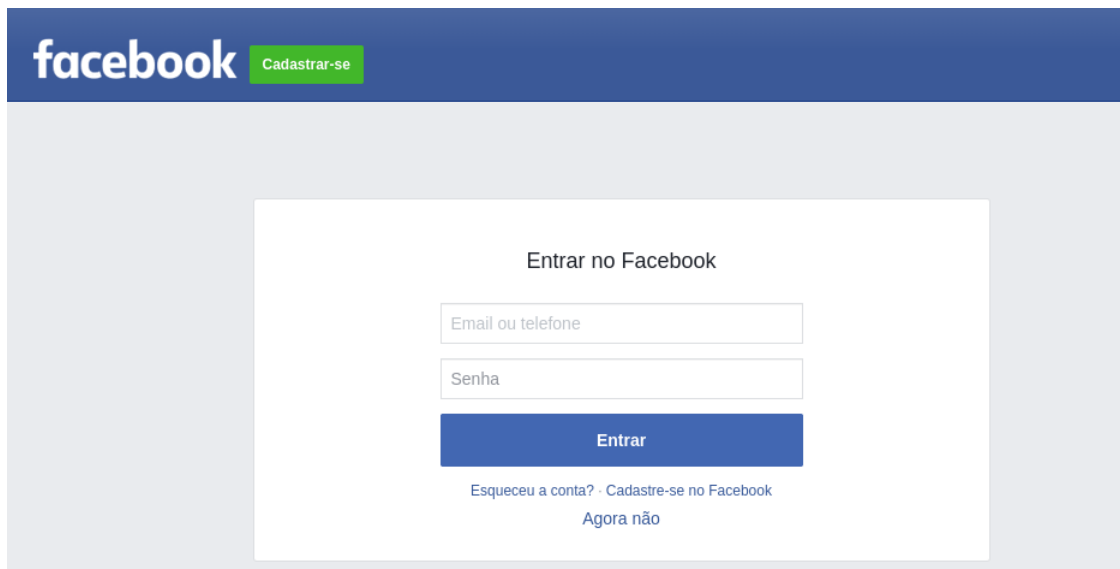 facebook Cadastrar-se
Entrar no Facebook
Email ou telefone
Senha
Entrar
Esqueceu a conta? · Cadastre-se no Facebook
Agora não